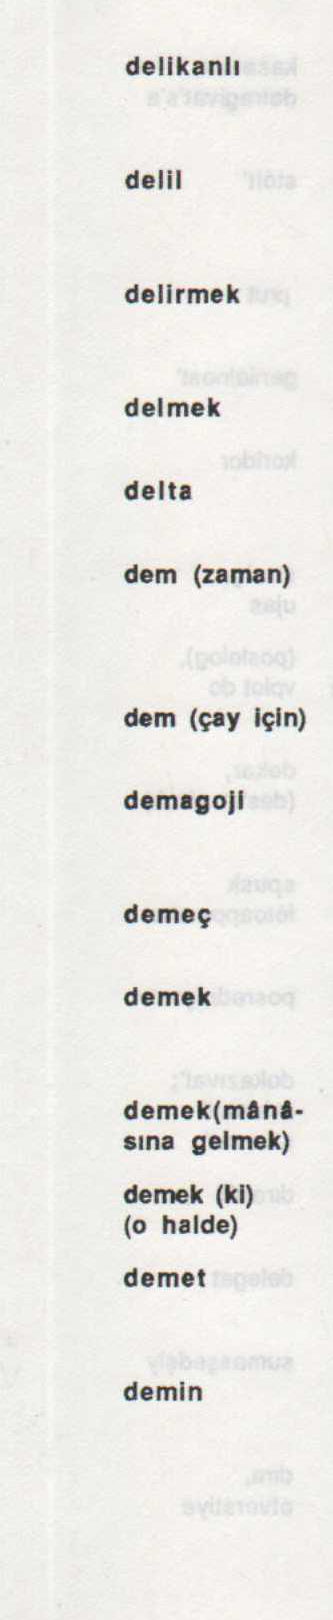 delikanlı
delil
delirmek
delmek
delta
dem (zaman)
dem (çay için)
demagoji
demeç
demek
demek(mânâ-
sına gelmek)
demek (ki)
(o halde)
demet
demin